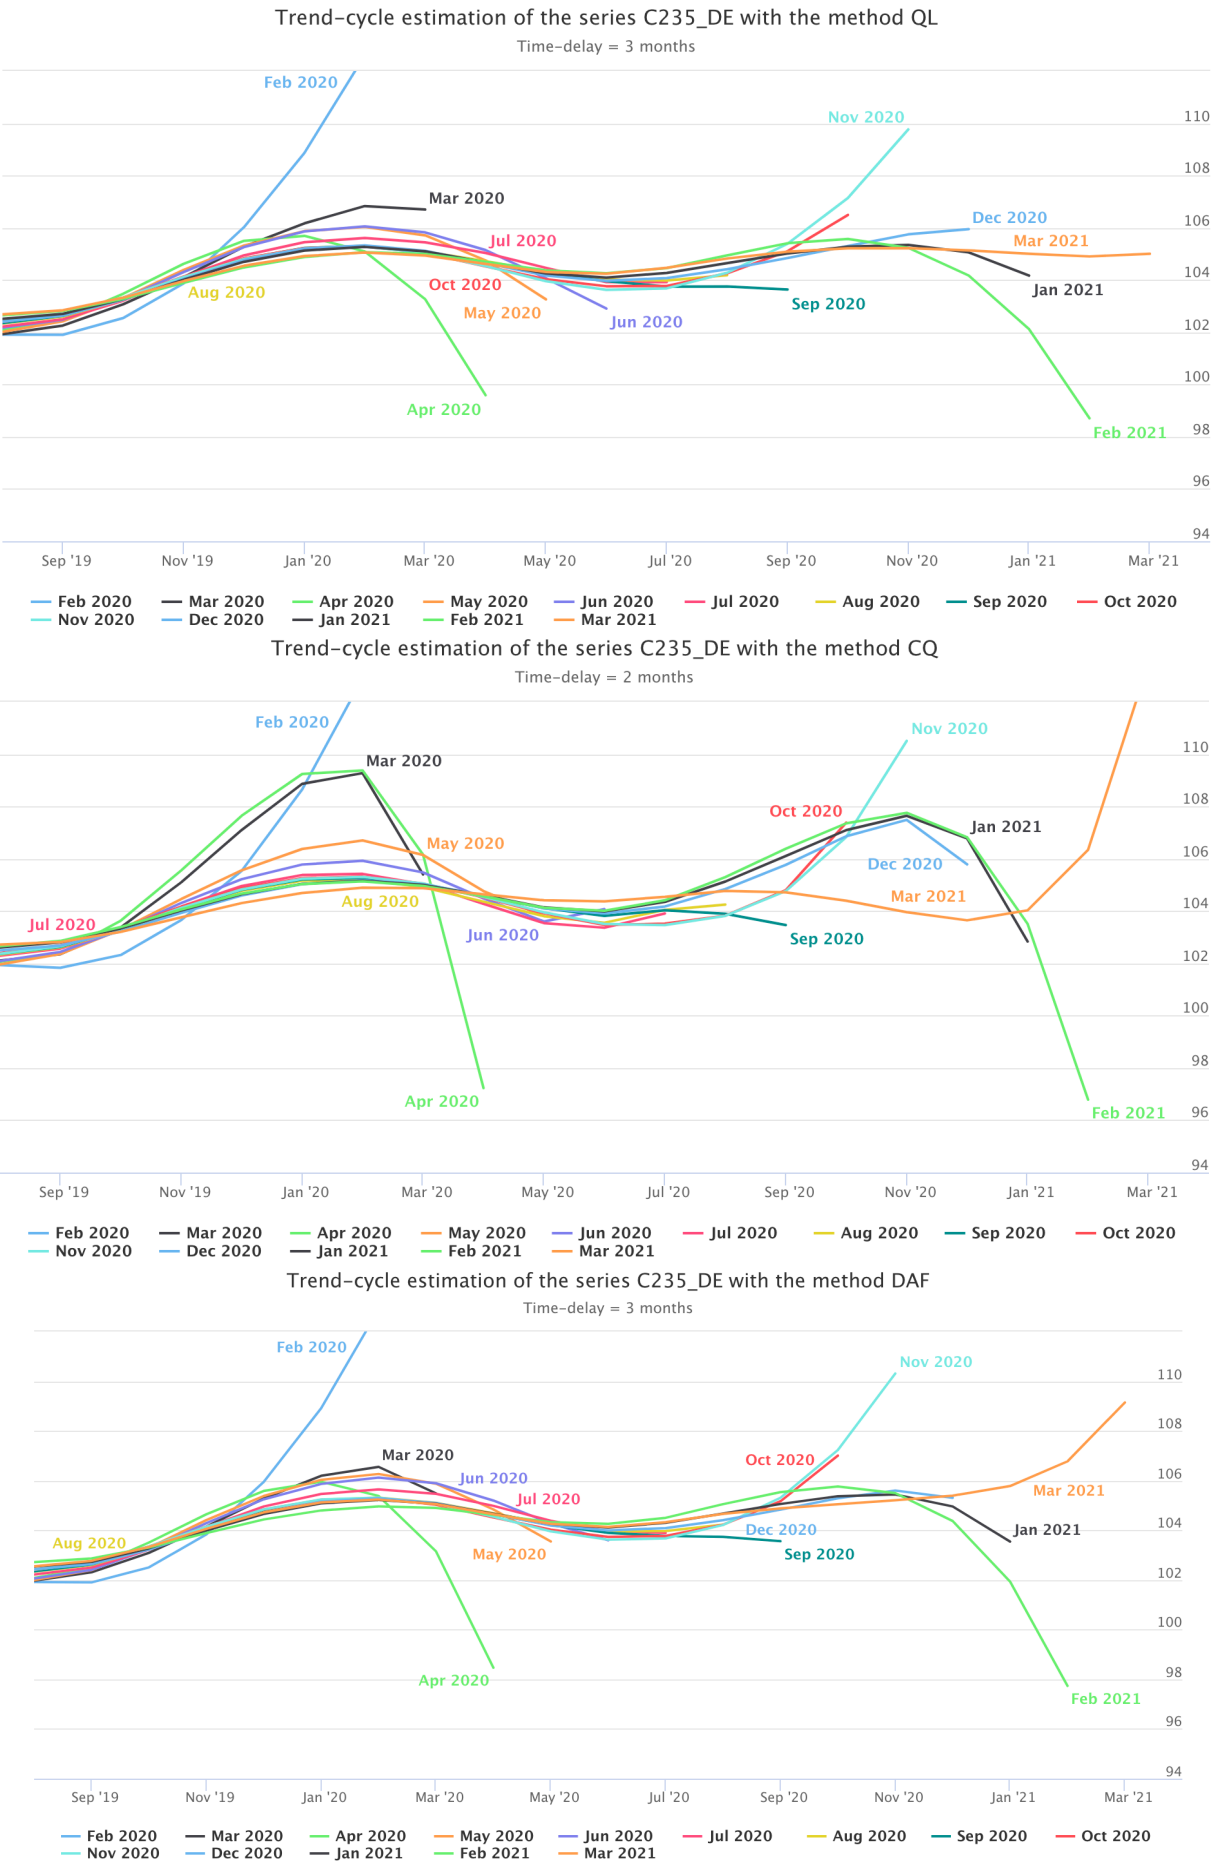 Trend-cycle estimation of the series C235_DE with the method QL
Time-delay = 3 months
Feb 2020
110
Nov 2020
108
Mar 2020
106
Dec 2020
Jul 2020
Mar 2021
104
Oct 2020
Aug 2020
Jan 2021
Sep 2020
May 2020
Jun 2020
102
100
Apr 2020
98
Feb 2021
96
94
Sep '19 Nov '19 Jan '20 Mar '20 May '20 Jul '20 Sep '20 Nov '20 Jan '21 Mar '21
Feb 2020 Mar 2020 Apr 2020 May 2020 Jun 2020 Jul 2020 Aug 2020 Sep 2020 Oct 2020
Nov 2020 Dec 2020 Jan 2021 Feb 2021 Mar 2021
Trend-cycle estimation of the series C235_DE with the method CQ
Time-delay = 2 months
Feb 2020
Nov 2020
110
Mar 2020
108
Oct 2020
Jan 2021
May 2020
106
Dec 2020
Mar 2021
Aug 2020
104
Jul 2020
Jun 2020
Sep 2020
102
100
98
Apr 2020
96
Feb 2021
94
Sep '19 Nov '19 Jan '20 Mar '20 May '20 Jul '20 Sep '20 Nov '20 Jan '21 Mar '21
Feb 2020 Mar 2020 Apr 2020 May 2020 Jun 2020 Jul 2020 Aug 2020 Sep 2020 Oct 2020
Nov 2020 Dec 2020 Jan 2021 Feb 2021 Mar 2021
Trend-cycle estimation of the series C235_DE with the method DAF
Time-delay = 3 months
Feb 2020
Nov 2020
110
108
Mar 2020
Oct 2020
106
Jun 2020
Mar 2021
Jul 2020
104
Dec 2020
Jan 2021
Aug 2020
May 2020
Sep 2020
102
100
Apr 2020
98
Feb 2021
96
94
Sep '19 Nov '19 Jan '20 Mar '20 May '20 Jul '20 Sep '20 Nov '20 Jan '21 Mar '21
Feb 2020 Mar 2020 Apr 2020 May 2020 Jun 2020 Jul 2020 Aug 2020 Sep 2020 Oct 2020
Nov 2020 Dec 2020 Jan 2021 Feb 2021 Mar 2021